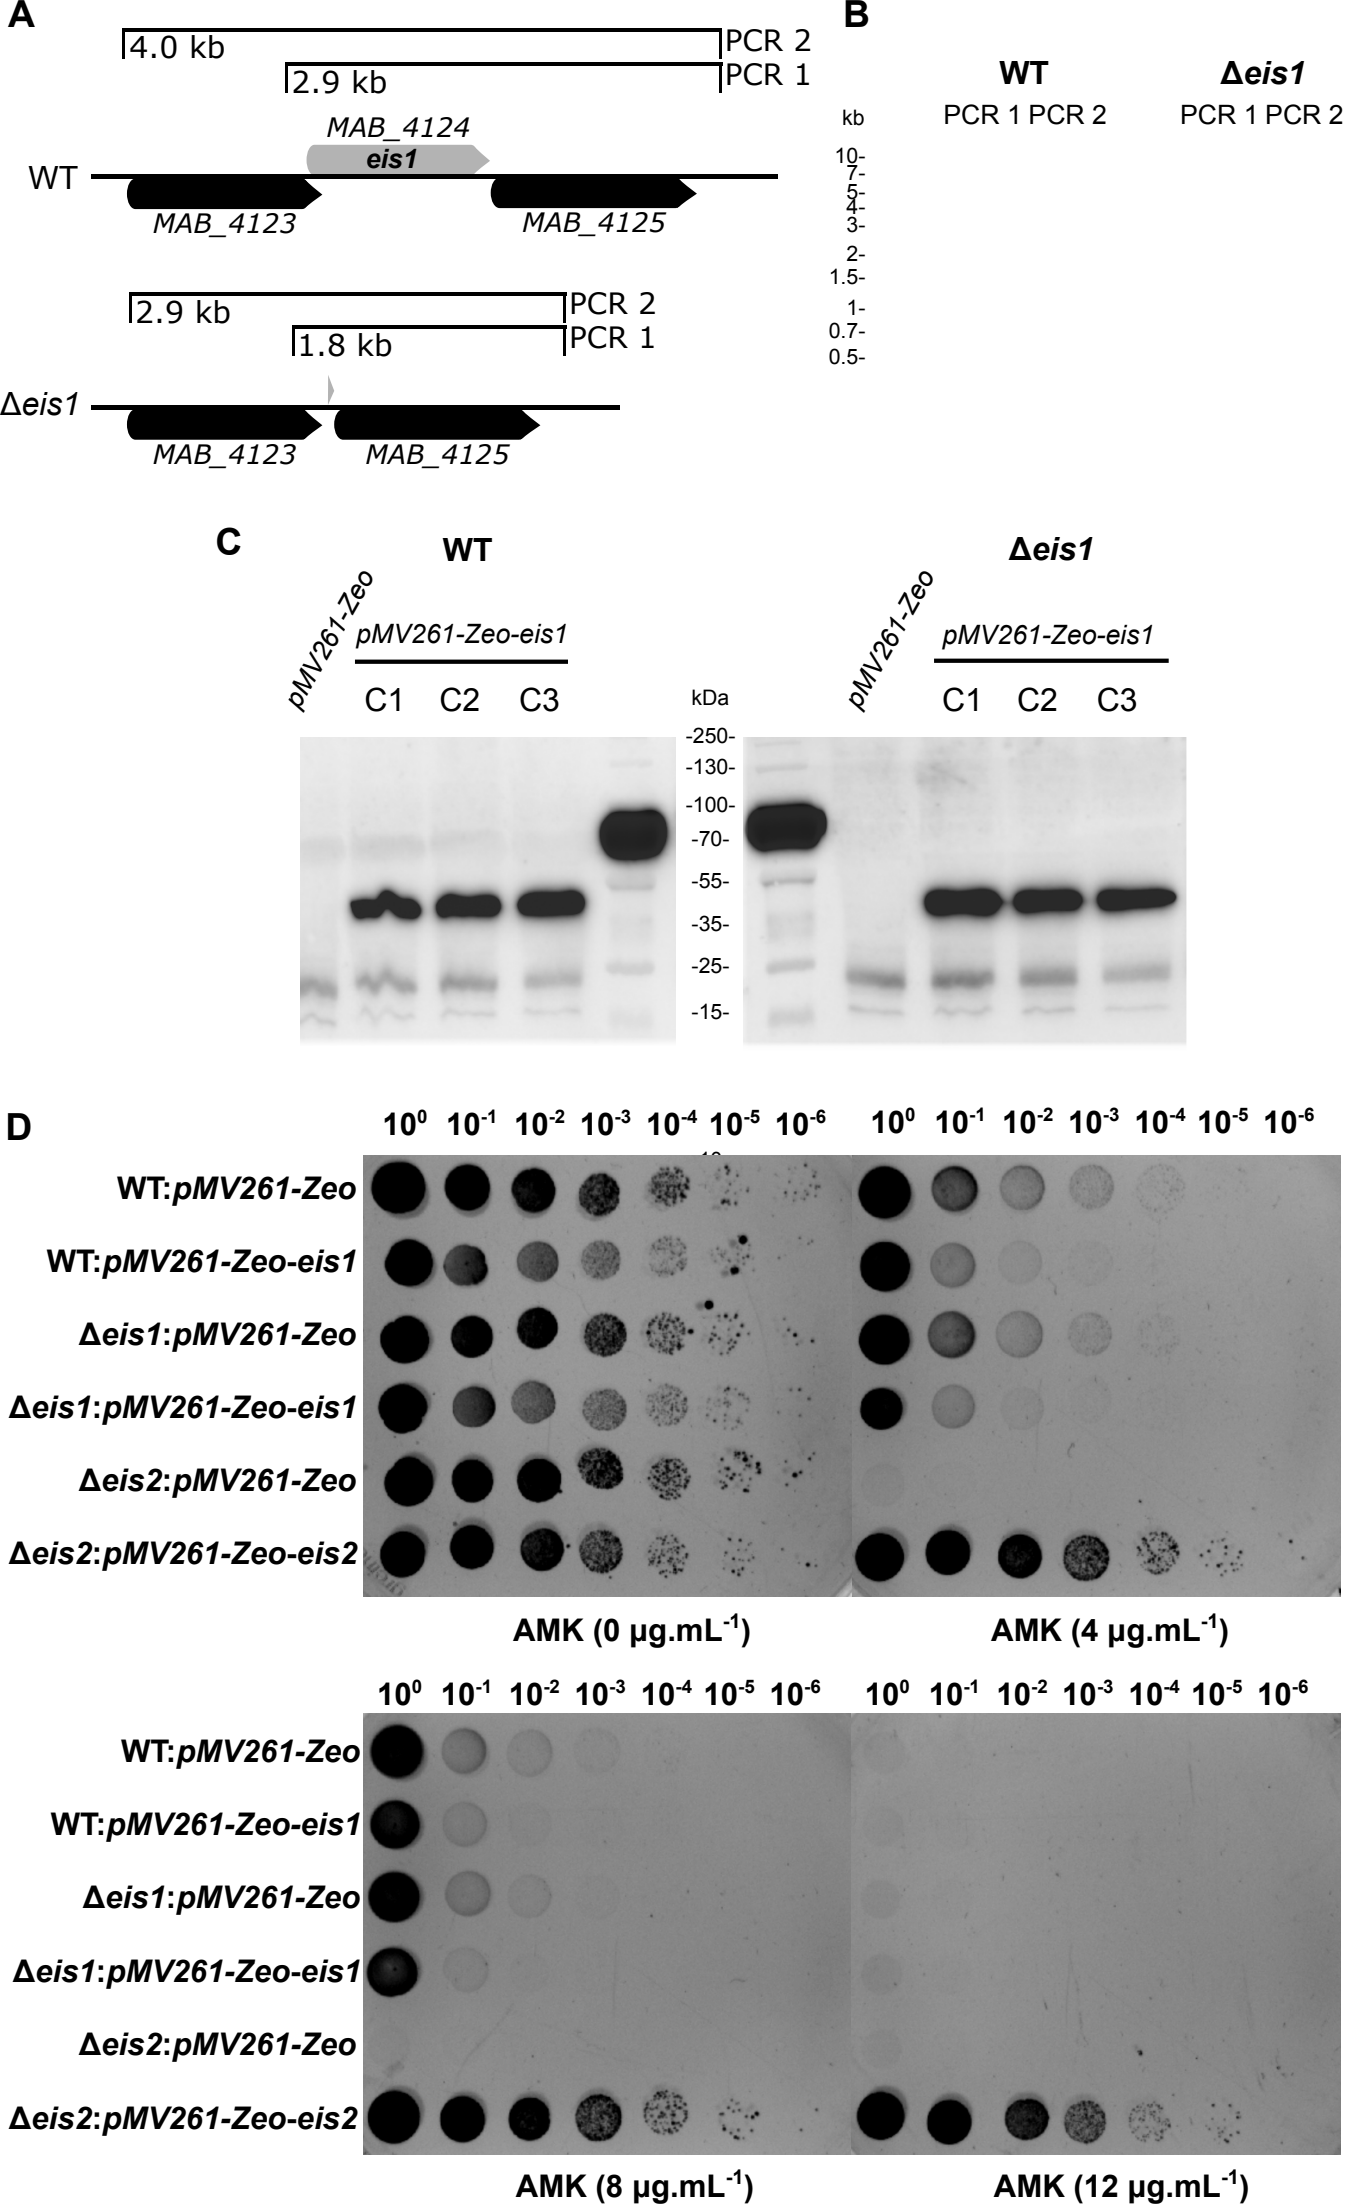 A
B
4.0 kb
PCR 2
2.9 kb
PCR 1
WT
Δeis1
PCR 1 PCR 2
PCR 1 PCR 2
kb
10-
7-
5-
4-
3-
2-
1.5-
1-
0.7-
0.5-
MAB_4124
eis1
WT
MAB_4123
MAB_4125
2.9 kb
PCR 2
1.8 kb
PCR 1
Δeis1
MAB_4123
MAB_4125
C
WT
Δeis1
pMV261-Zeo
pMV261-Zeo-eis1
pMV261-Zeo
pMV261-Zeo-eis1
C1 C2 C3
kDa
C1 C2 C3
-250-
-130-
-100-
-70-
-55-
-35-
-25-
-15-
D
10⁰ 10⁻¹ 10⁻² 10⁻³ 10⁻⁴ 10⁻⁵ 10⁻⁶
10⁰ 10⁻¹ 10⁻² 10⁻³ 10⁻⁴ 10⁻⁵ 10⁻⁶
WT:pMV261-Zeo
WT:pMV261-Zeo-eis1
Δeis1:pMV261-Zeo
Δeis1:pMV261-Zeo-eis1
Δeis2:pMV261-Zeo
Δeis2:pMV261-Zeo-eis2
AMK (0 µg.mL⁻¹)
AMK (4 µg.mL⁻¹)
10⁰ 10⁻¹ 10⁻² 10⁻³ 10⁻⁴ 10⁻⁵ 10⁻⁶
10⁰ 10⁻¹ 10⁻² 10⁻³ 10⁻⁴ 10⁻⁵ 10⁻⁶
WT:pMV261-Zeo
WT:pMV261-Zeo-eis1
Δeis1:pMV261-Zeo
Δeis1:pMV261-Zeo-eis1
Δeis2:pMV261-Zeo
Δeis2:pMV261-Zeo-eis2
AMK (8 µg.mL⁻¹)
AMK (12 µg.mL⁻¹)